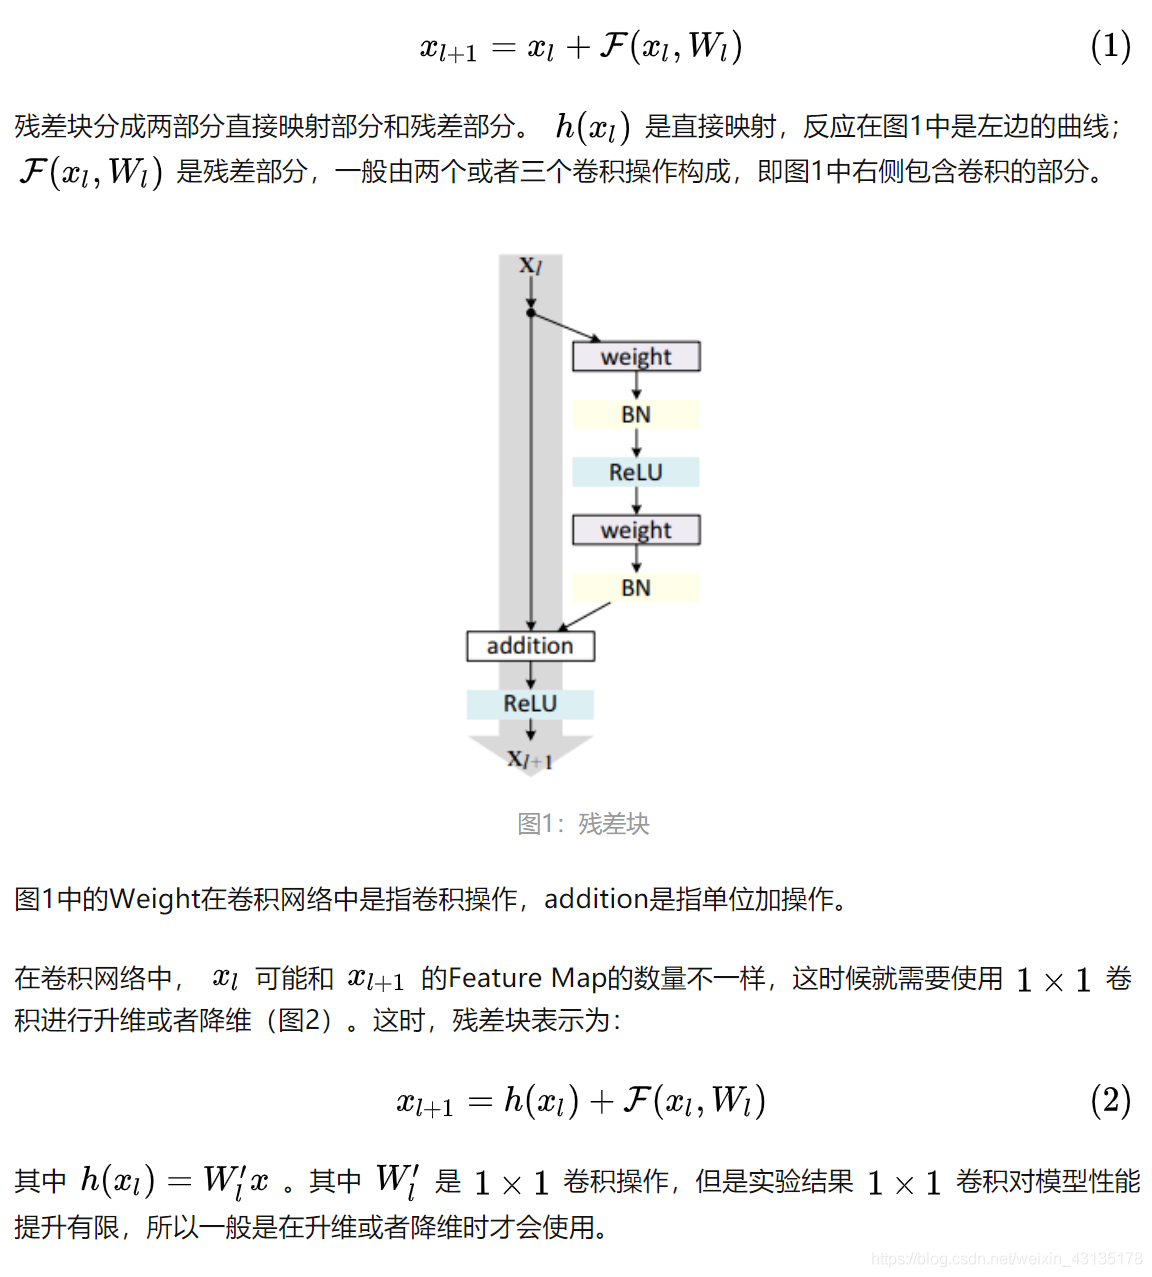 x_{l+1} = x_l + F(x_l, W_l) (1)
残差块分成两部分直接映射部分和残差部分。 h(x_l) 是直接映射，反应在图1中是左边的曲线；
F(x_l, W_l) 是残差部分，一般由两个或者三个卷积操作构成，即图1中右侧包含卷积的部分。
x_l
weight
BN
ReLU
weight
BN
addition
ReLU
x_{l+1}
图1：残差块
图1中的Weight在卷积网络中是指卷积操作，addition是指单位加操作。
在卷积网络中， x_l 可能和 x_{l+1} 的Feature Map的数量不一样，这时候就需要使用 1 × 1 卷
积进行升维或者降维（图2）。这时，残差块表示为：
x_{l+1} = h(x_l) + F(x_l, W_l) (2)
其中 h(x_l) = W'_l x 。其中 W'_l 是 1 × 1 卷积操作，但是实验结果 1 × 1 卷积对模型性能
提升有限，所以一般是在升维或者降维时才会使用。
https://blog.csdn.net/weixin_43135178